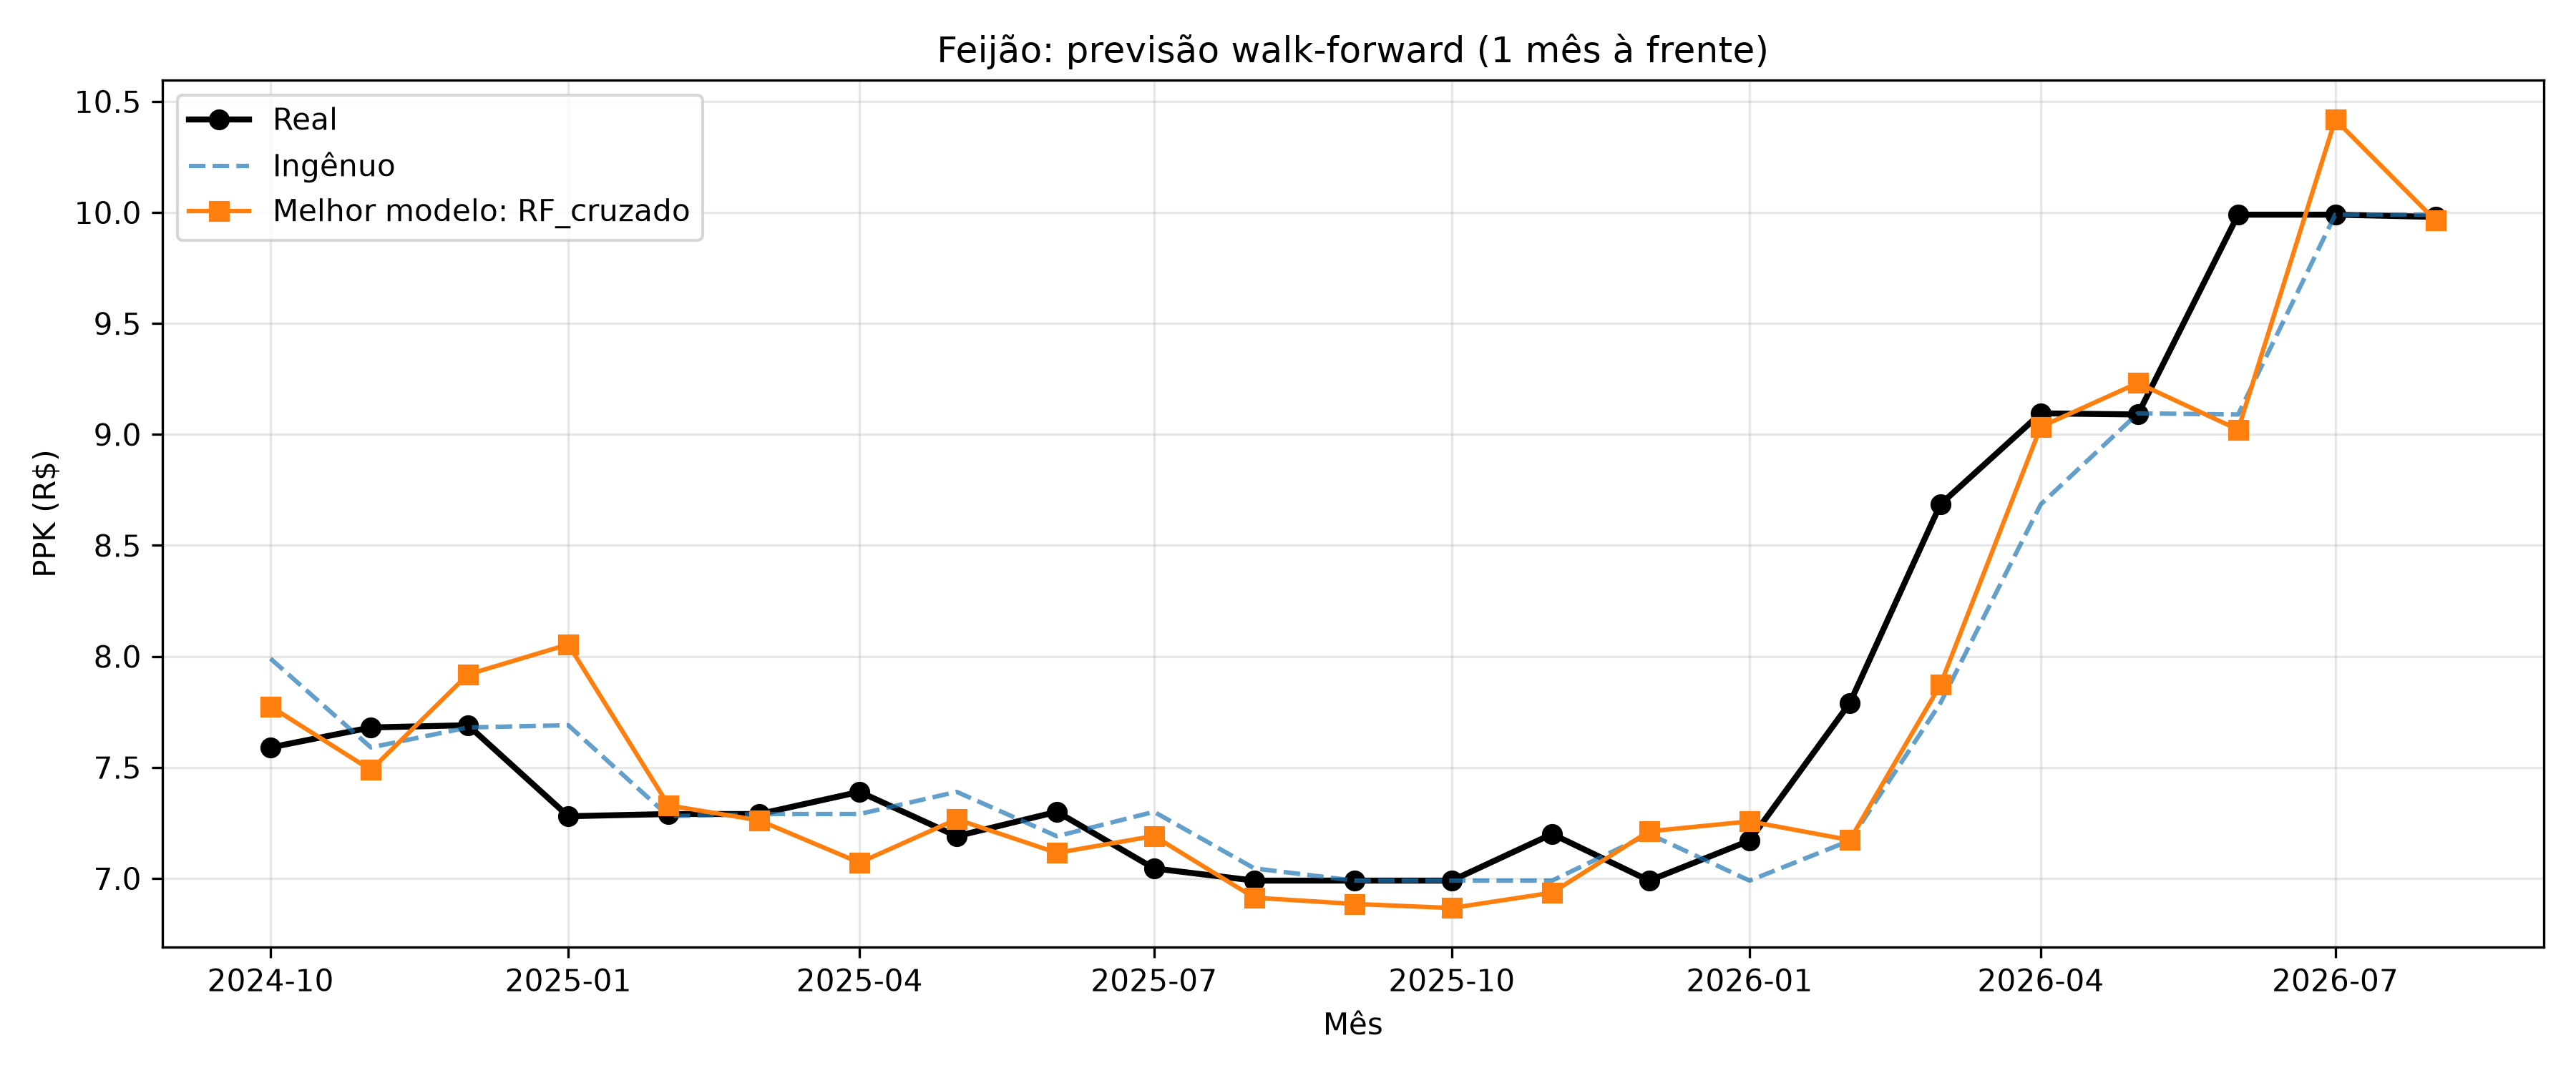 Feijão: previsão walk-forward (1 mês à frente)
Real
Ingênuo
Melhor modelo: RF_cruzado
PPK (R$)
10.5
10.0
9.5
9.0
8.5
8.0
7.5
7.0
2024-10
2025-01
2025-04
2025-07
2025-10
2026-01
2026-04
2026-07
Mês